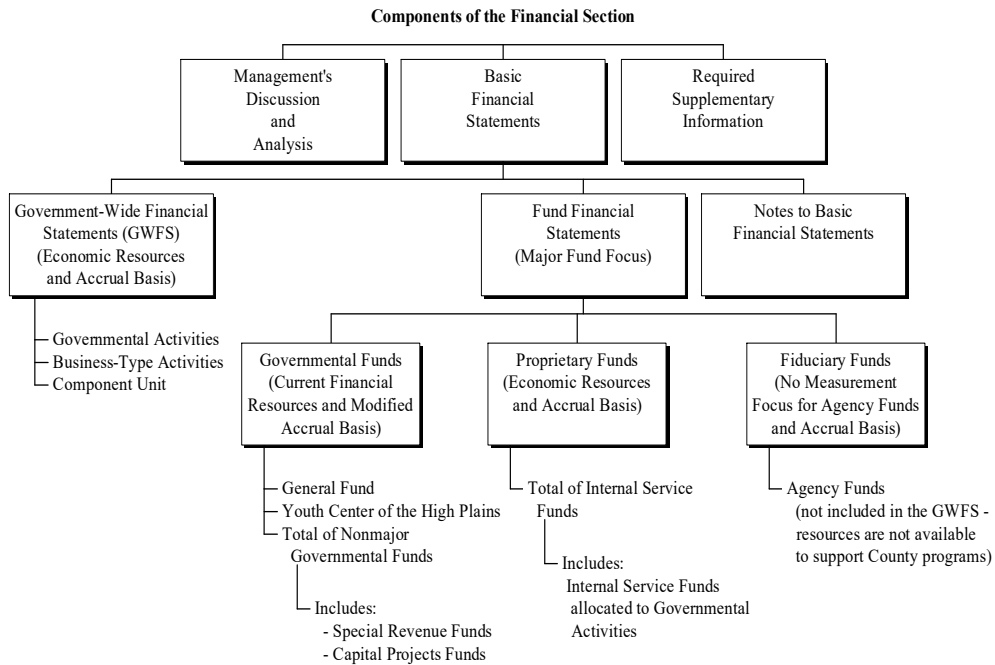 Components of the Financial Section
Management's
Discussion
and
Analysis
Basic
Financial
Statements
Required
Supplementary
Information
Government-Wide Financial
Statements (GWFS)
(Economic Resources
and Accrual Basis)
Fund Financial
Statements
(Major Fund Focus)
Notes to Basic
Financial Statements
Governmental Activities
Business-Type Activities
Component Unit
Governmental Funds
(Current Financial
Resources and Modified
Accrual Basis)
Proprietary Funds
(Economic Resources
and Accrual Basis)
Fiduciary Funds
(No Measurement
Focus for Agency Funds
and Accrual Basis)
General Fund
Youth Center of the High Plains
Total of Nonmajor
Governmental Funds
Includes:
- Special Revenue Funds
- Capital Projects Funds
Total of Internal Service
Funds
Includes:
Internal Service Funds
allocated to Governmental
Activities
Agency Funds
(not included in the GWFS -
resources are not available
to support County programs)